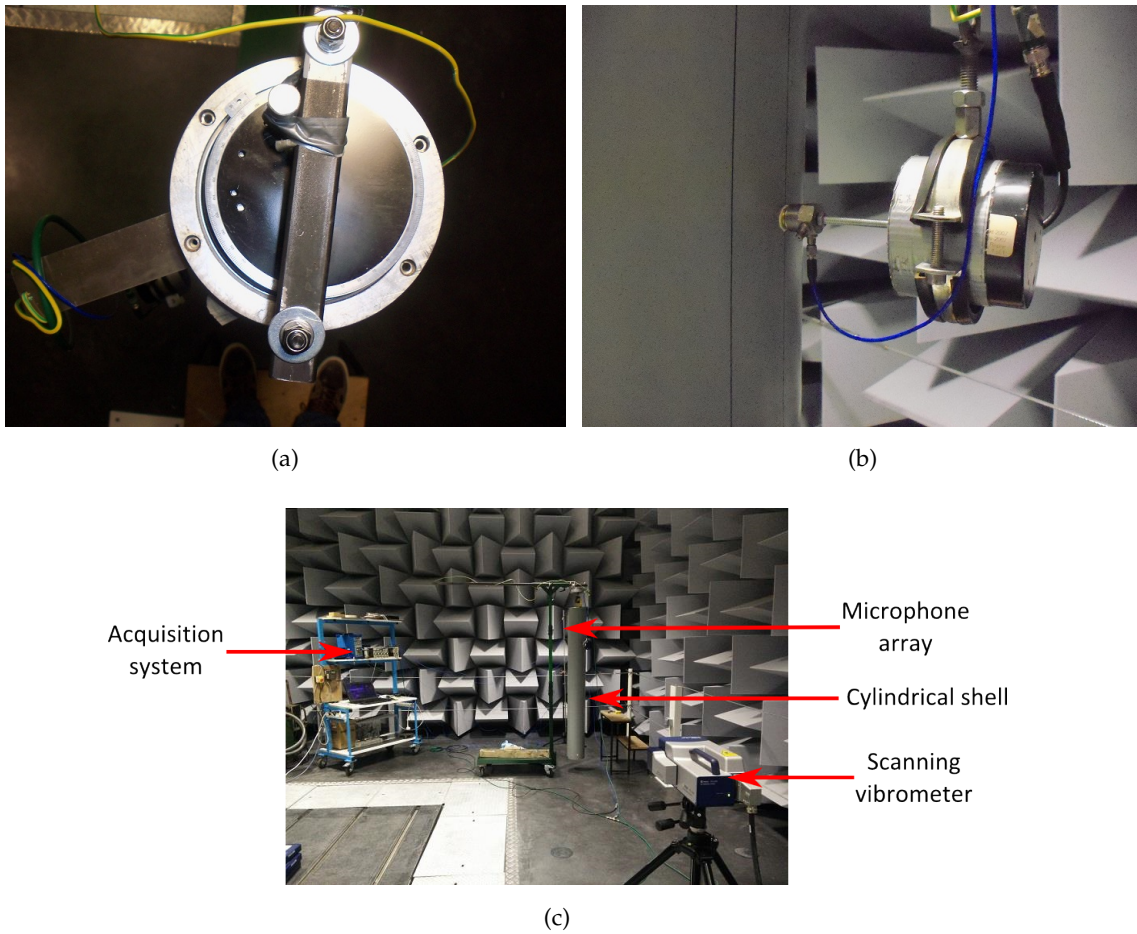 (a)
(b)
Acquisition
system
Microphone
array
Cylindrical shell
Scanning
vibrometer
(c)